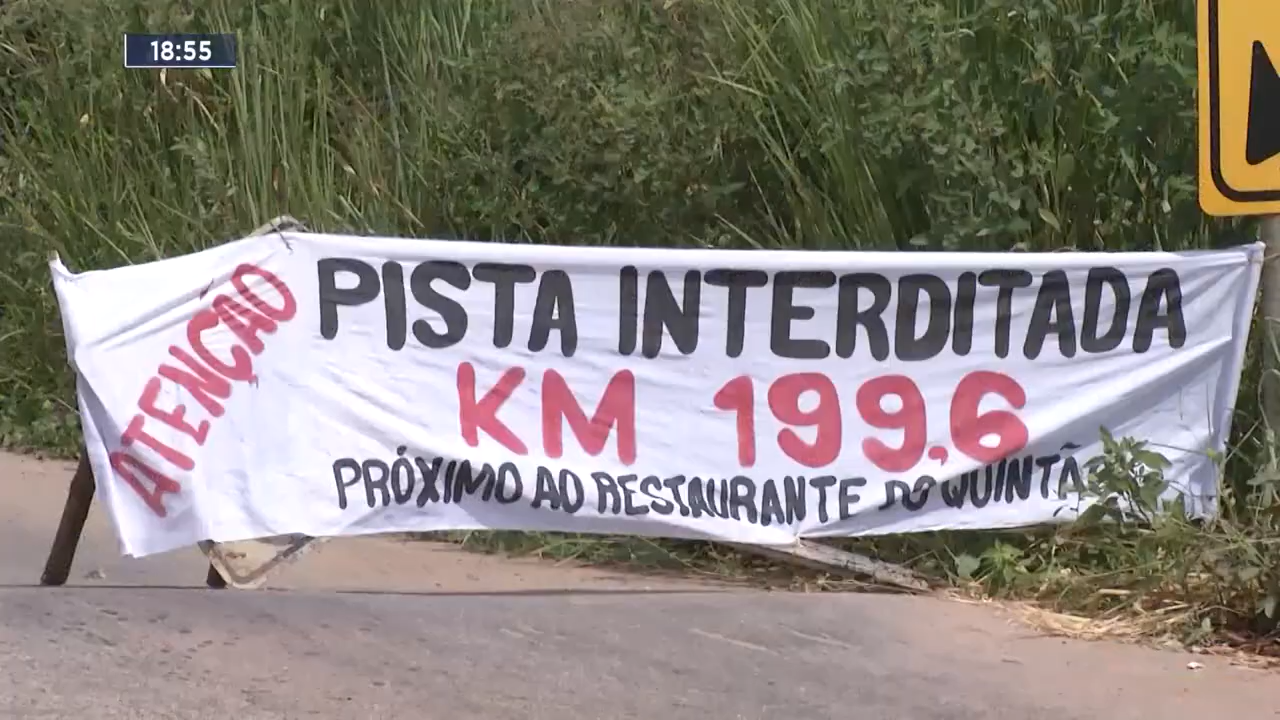 18:55
ATENÇÃO
PISTA INTERDITADA
KM 199,6
PRÓXIMO AO RESTAURANTE DO QUINTÃ